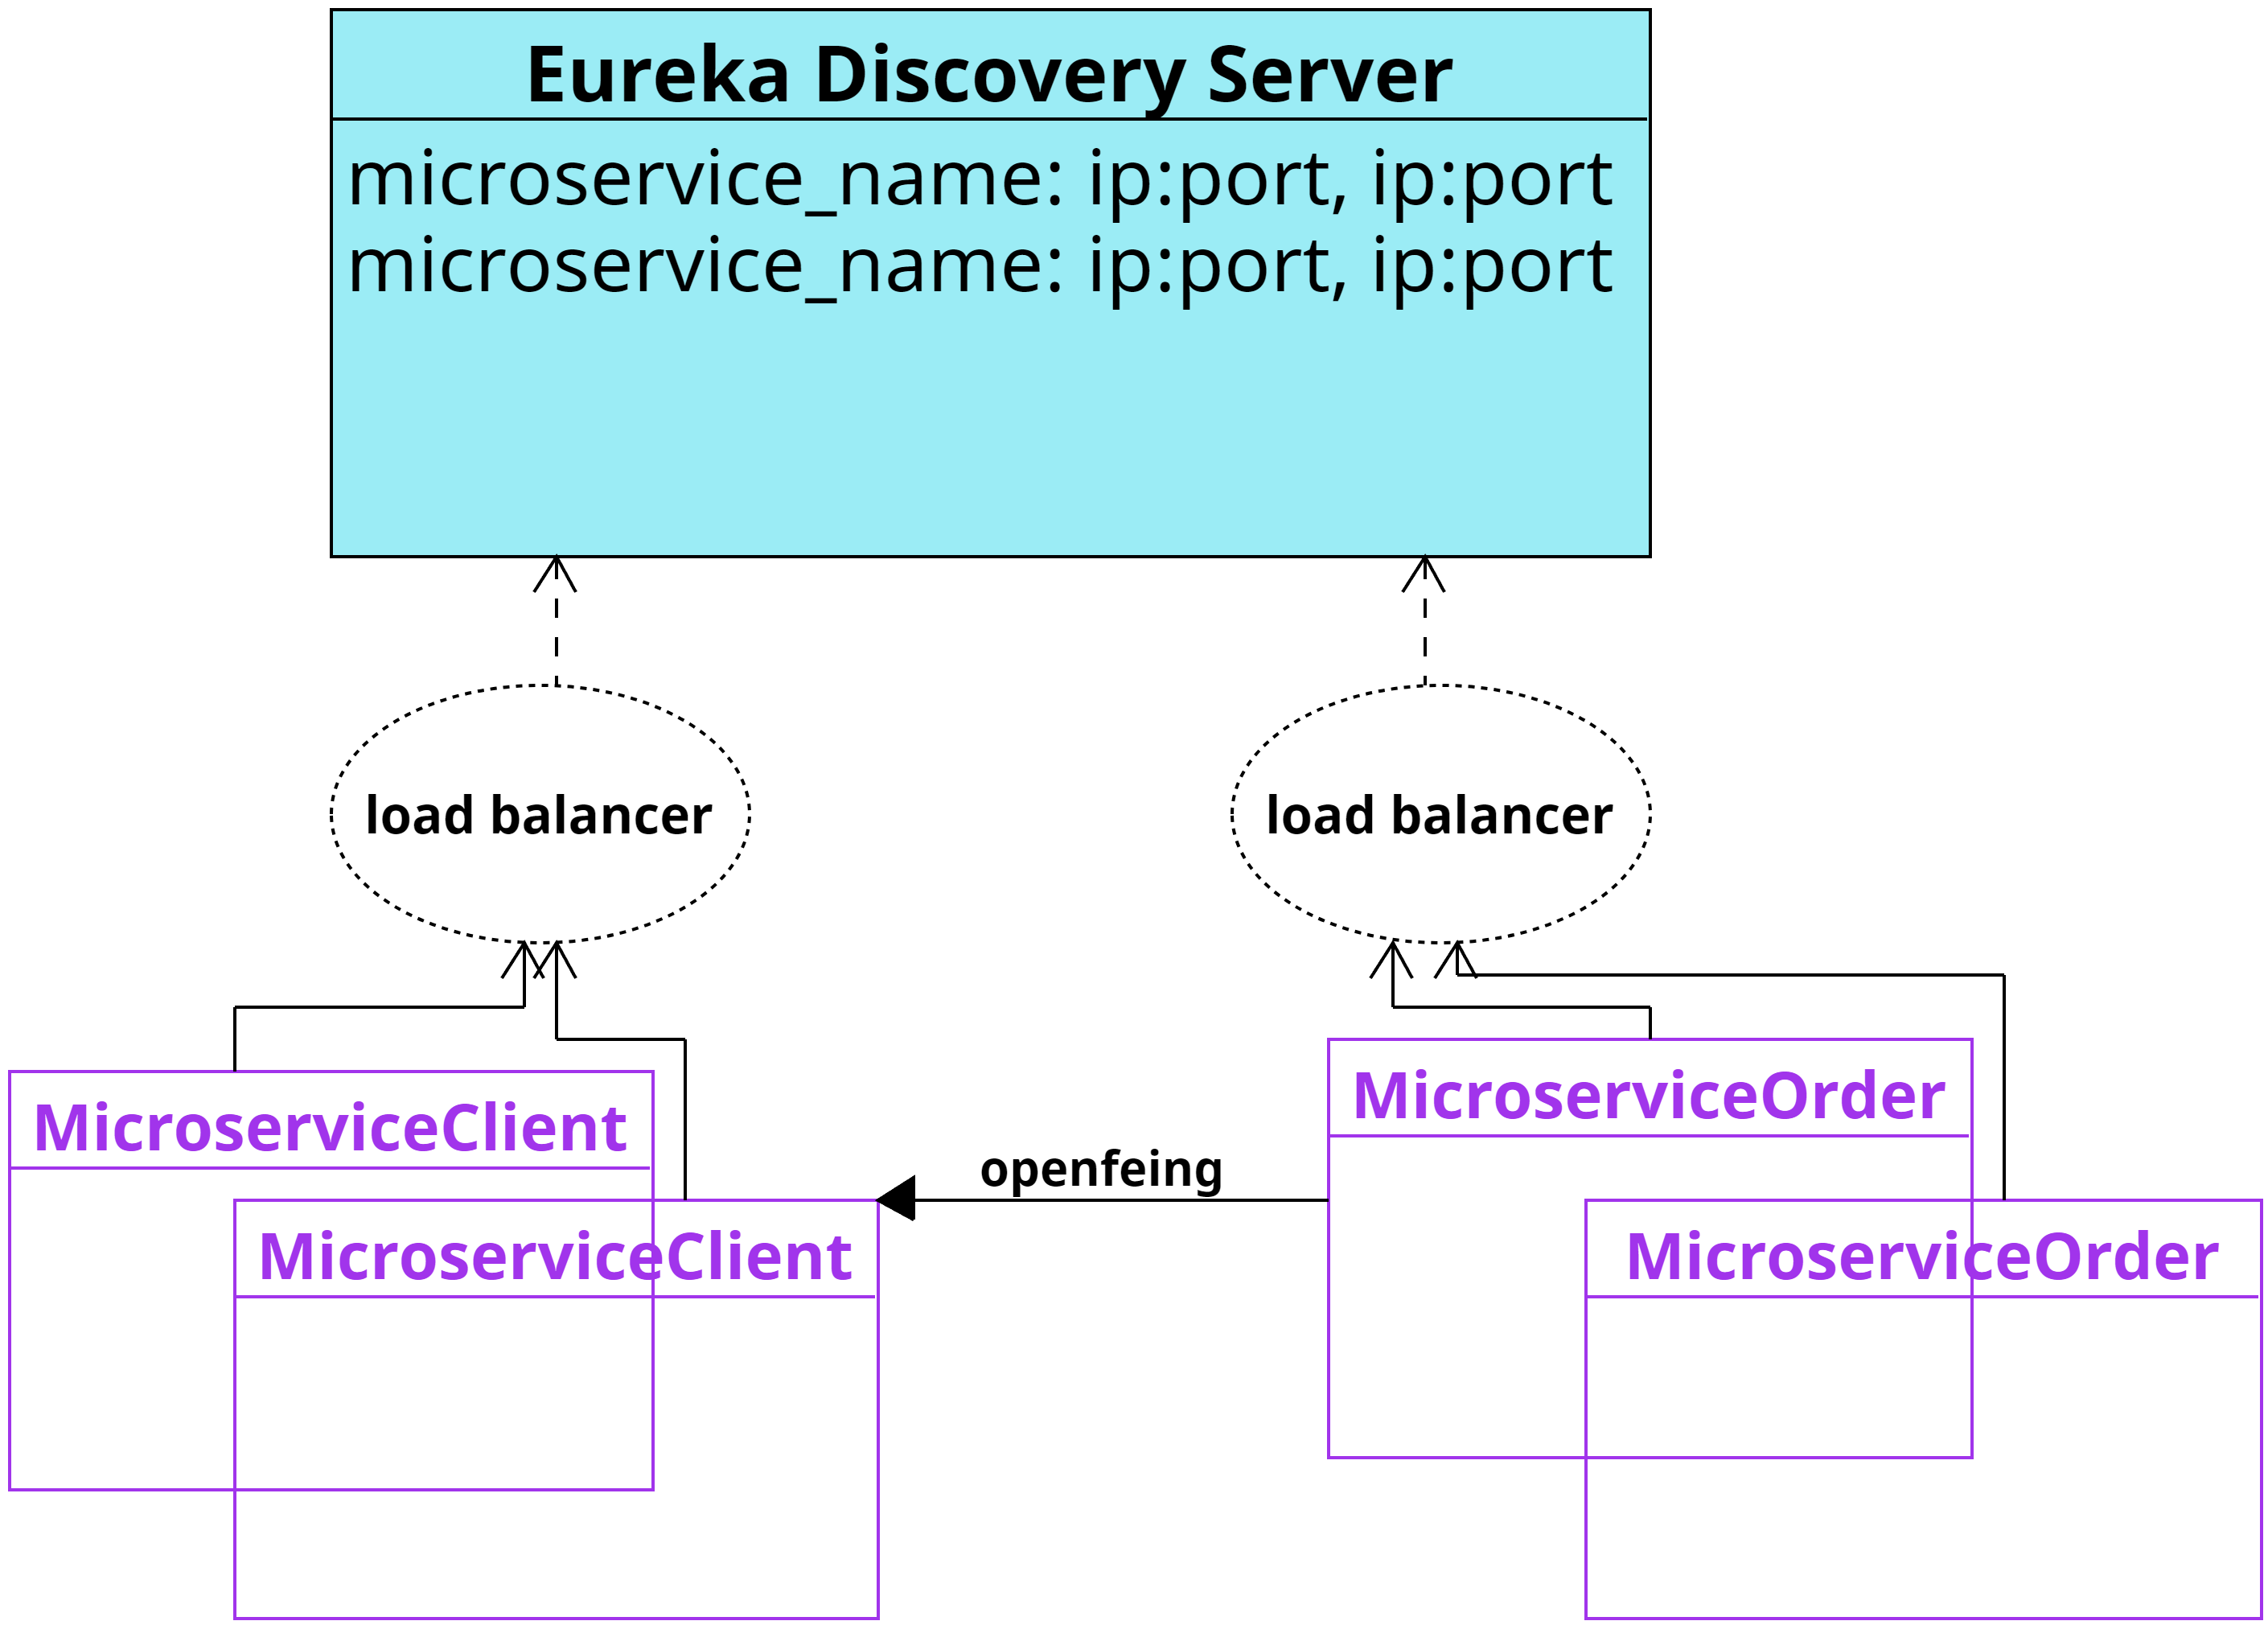 Eureka Discovery Server
microservice_name: ip:port, ip:port
microservice_name: ip:port, ip:port
load balancer
load balancer
MicroserviceClient
MicroserviceClient
openfeing
MicroserviceOrder
MicroserviceOrder